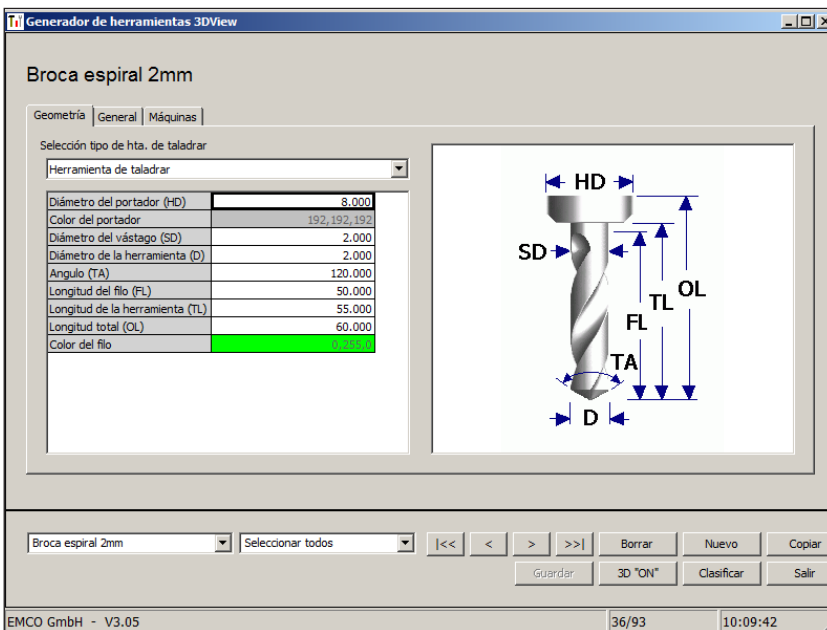 Generador de herramientas 3DView
Broca espiral 2mm
Geometría General Máquinas
Selección tipo de hta. de taladrar
Herramienta de taladrar
Diámetro del portador (HD) 8.000
Color del portador 192,192,192
Diámetro del vástago (SD) 2.000
Diámetro de la herramienta (D) 2.000
Angulo (TA) 120.000
Longitud del filo (FL) 50.000
Longitud de la herramienta (TL) 55.000
Longitud total (OL) 60.000
Color del filo 0,255,0
HD
SD
OL
TL
FL
TA
D
Broca espiral 2mm Seleccionar todos |<< < > >>| Borrar Nuevo Copiar
Guardar 3D "ON" Clasificar Salir
EMCO GmbH - V3.05 36/93 10:09:42